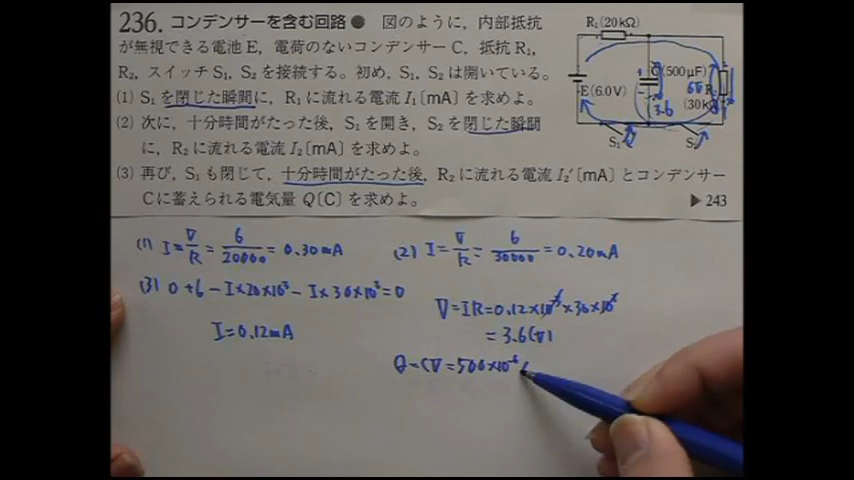 236. コンデンサーを含む回路● 図のように，内部抵抗
が無視できる電池E，電荷のないコンデンサーC，抵抗R₁，
R₂，スイッチS₁，S₂を接続する。初め，S₁，S₂は開いている。
(1) S₁を閉じた瞬間に，R₁に流れる電流I₁〔mA〕を求めよ。
(2) 次に，十分時間がたった後，S₁を開き，S₂を閉じた瞬間
に，R₂に流れる電流I₂〔mA〕を求めよ。
(3) 再び，S₁も閉じて，十分時間がたった後，R₂に流れる電流I₂′〔mA〕とコンデンサー
Cに蓄えられる電気量Q〔C〕を求めよ。 ▶243
R₁(20kΩ)
C(500μF)
E(6.0V)
6V
R₂
(30kΩ)
3.6
S₁
S₂
(1) I = V/R = 6/20000 = 0.30mA
(2) I = V/R = 6/30000 = 0.20mA
(3) 0+6-I×20×10³-I×30×10³=0
I=0.12mA
V=IR=0.12×10⁻³×30×10³
=3.6(V)
Q=CV=500×10⁻⁶